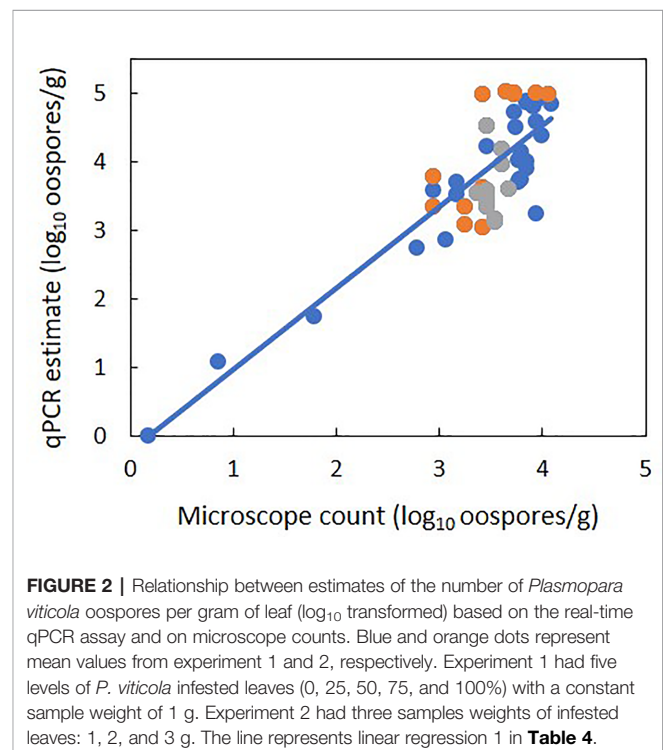 qPCR estimate (log10 oospores/g)
5
4
3
2
1
0
0 1 2 3 4 5
Microscope count (log10 oospores/g)
FIGURE 2 | Relationship between estimates of the number of Plasmopara
viticola oospores per gram of leaf (log10 transformed) based on the real-time
qPCR assay and on microscope counts. Blue and orange dots represent
mean values from experiment 1 and 2, respectively. Experiment 1 had five
levels of P. viticola infested leaves (0, 25, 50, 75, and 100%) with a constant
sample weight of 1 g. Experiment 2 had three samples weights of infested
leaves: 1, 2, and 3 g. The line represents linear regression 1 in Table 4.